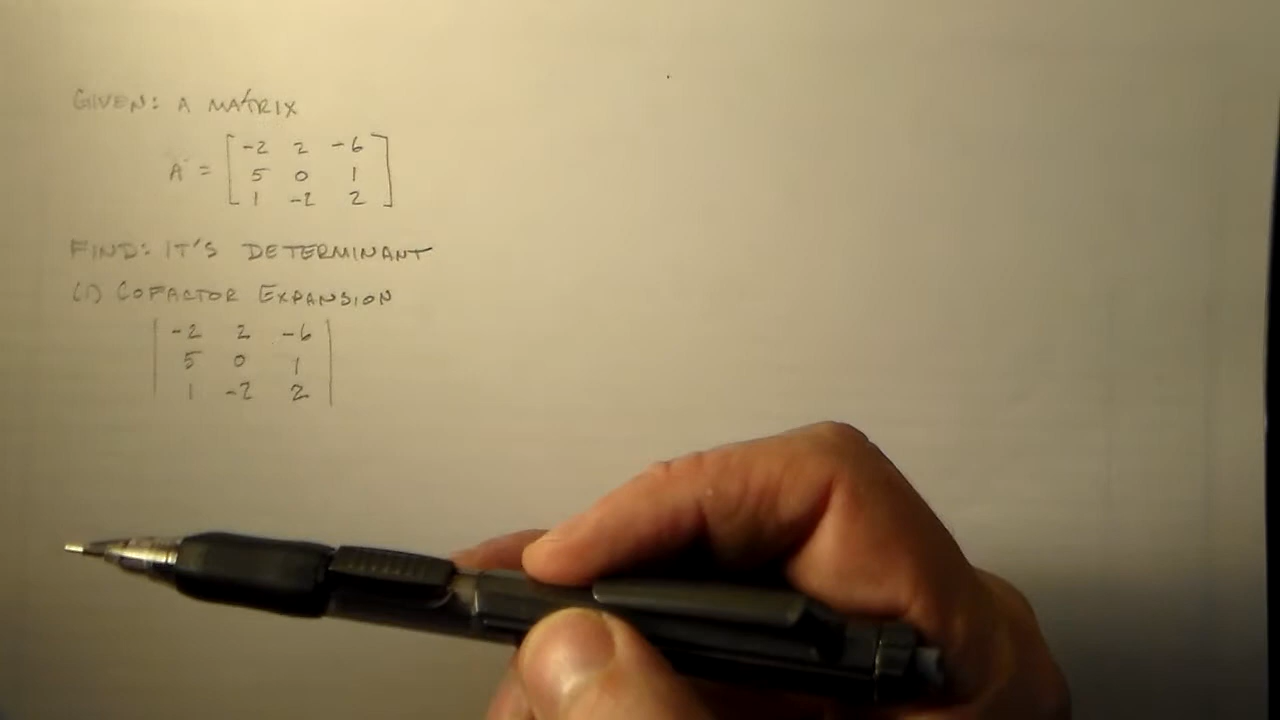 GIVEN: A MATRIX
A = [ -2 2 -6
5 0 1
1 -2 2 ]
FIND: IT'S DETERMINANT
(1) COFACTOR EXPANSION
| -2 2 -6 |
| 5 0 1 |
| 1 -2 2 |